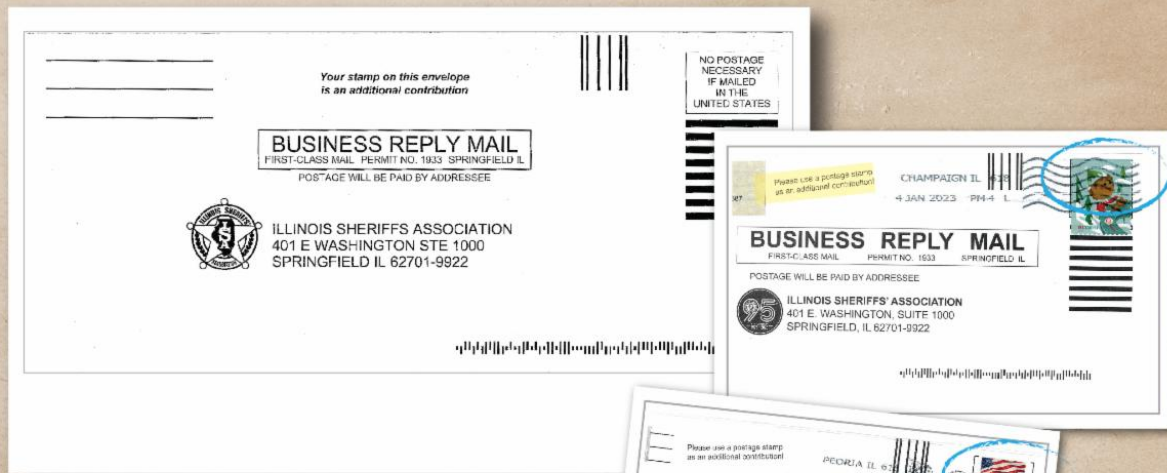 Your stamp on this envelope
is an additional contribution
NO POSTAGE
NECESSARY
IF MAILED
IN THE
UNITED STATES
BUSINESS REPLY MAIL
FIRST-CLASS MAIL PERMIT NO. 1933 SPRINGFIELD IL
POSTAGE WILL BE PAID BY ADDRESSEE
ILLINOIS SHERIFFS ASSOCIATION
401 E WASHINGTON STE 1000
SPRINGFIELD IL 62701-9922
Please use a postage stamp
as an additional contribution!
CHAMPAIGN IL 618
4 JAN 2023 PM 4 L
BUSINESS REPLY MAIL
FIRST-CLASS MAIL PERMIT NO. 1933 SPRINGFIELD IL
POSTAGE WILL BE PAID BY ADDRESSEE
95
ILLINOIS SHERIFFS' ASSOCIATION
401 E. WASHINGTON, SUITE 1000
SPRINGFIELD, IL 62701-9922
Please use a postage stamp
as an additional contribution!
PEORIA IL